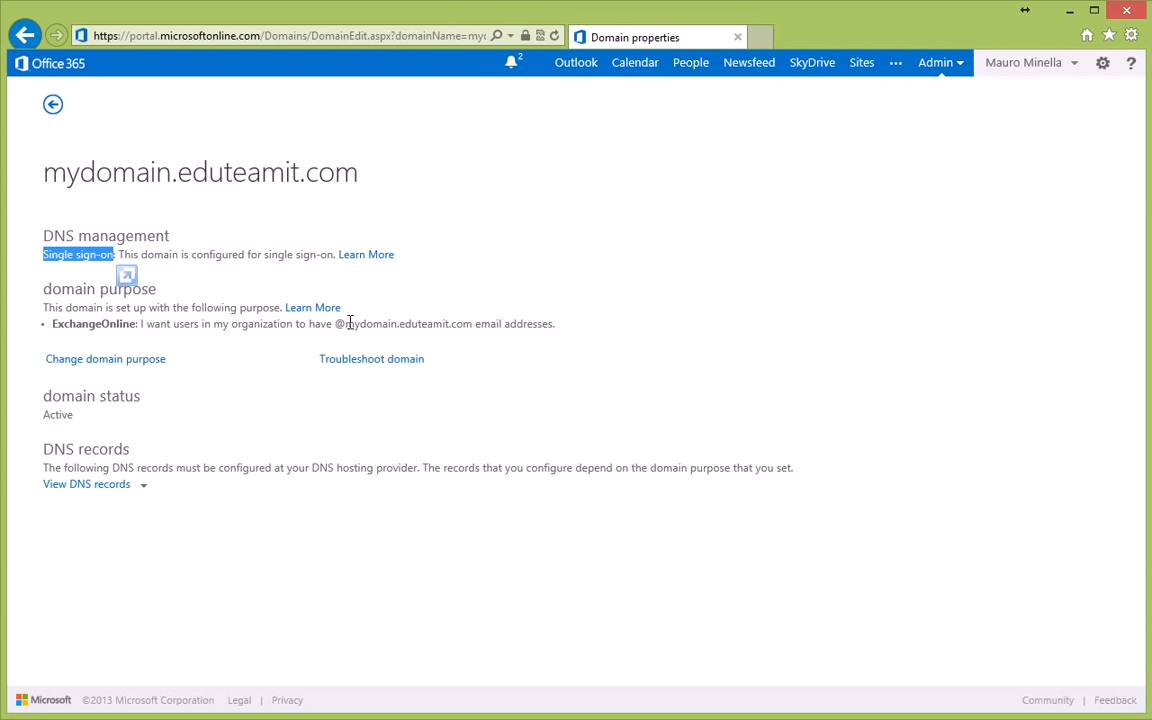 https://portal.microsoftonline.com/Domains/DomainEdit.aspx?domainName=my
Domain properties
Office 365
2
Outlook
Calendar
People
Newsfeed
SkyDrive
Sites
Admin
Mauro Minella
?
mydomain.eduteamit.com
DNS management
Single sign-on: This domain is configured for single sign-on. Learn More
domain purpose
This domain is set up with the following purpose. Learn More
• ExchangeOnline: I want users in my organization to have @mydomain.eduteamit.com email addresses.
Change domain purpose
Troubleshoot domain
domain status
Active
DNS records
The following DNS records must be configured at your DNS hosting provider. The records that you configure depend on the domain purpose that you set.
View DNS records
Microsoft
©2013 Microsoft Corporation
Legal
|
Privacy
Community
|
Feedback